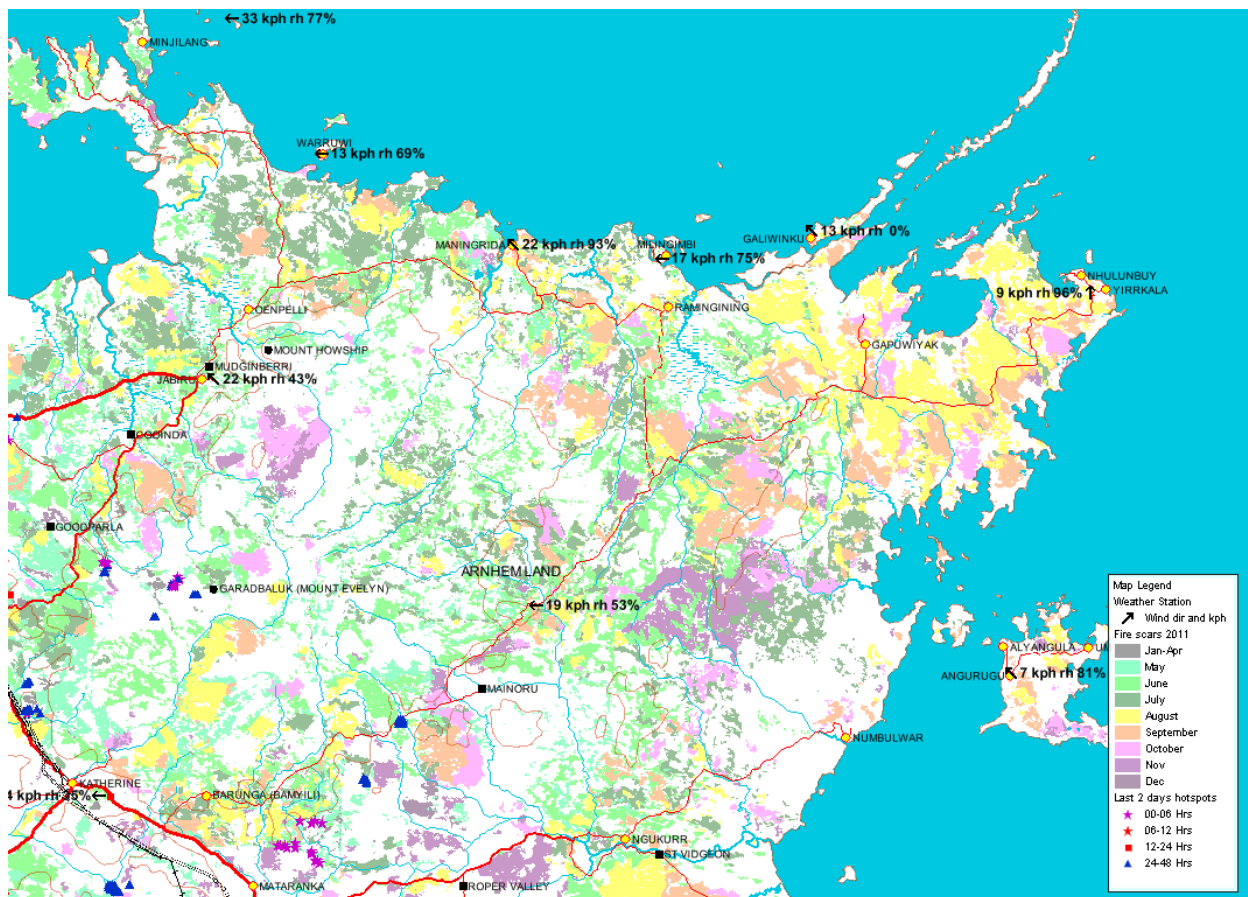 33 kph rh 77%
MINJILANG
WARRUWI
13 kph rh 69%
GALIWINKU
13 kph rh 0%
MANINGRIDA
22 kph rh 93%
MILINGIMBI
17 kph rh 75%
NHULUNBUY
9 kph rh 96%
YIRRKALA
OENPELLI
RAMINGINING
GAPUWIYAK
MOUNT HOWSHIP
MUDGINBERRI
JABIRU
22 kph rh 43%
COOINDA
GOODPARLA
ARNHEM LAND
GARADBALUK (MOUNT EVELYN)
19 kph rh 53%
ALYANGULA
UM
ANGURUGU
7 kph rh 81%
MAINORU
NUMBULWAR
KATHERINE
4 kph rh 35%
BARUNGA (BAMYILI)
NGUKURR
ST VIDGEON
MATARANKA
ROPER VALLEY
Map Legend
Weather Station
Wind dir and kph
Fire scars 2011
Jan-Apr
May
June
July
August
September
October
Nov
Dec
Last 2 days hotspots
00-06 Hrs
06-12 Hrs
12-24 Hrs
24-48 Hrs